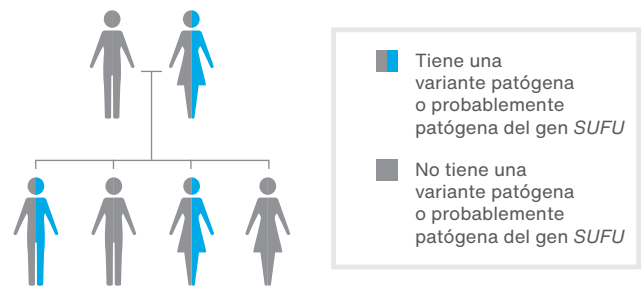 Tiene una
variante patógena
o probablemente
patógena del gen SUFU
No tiene una
variante patógena
o probablemente
patógena del gen SUFU